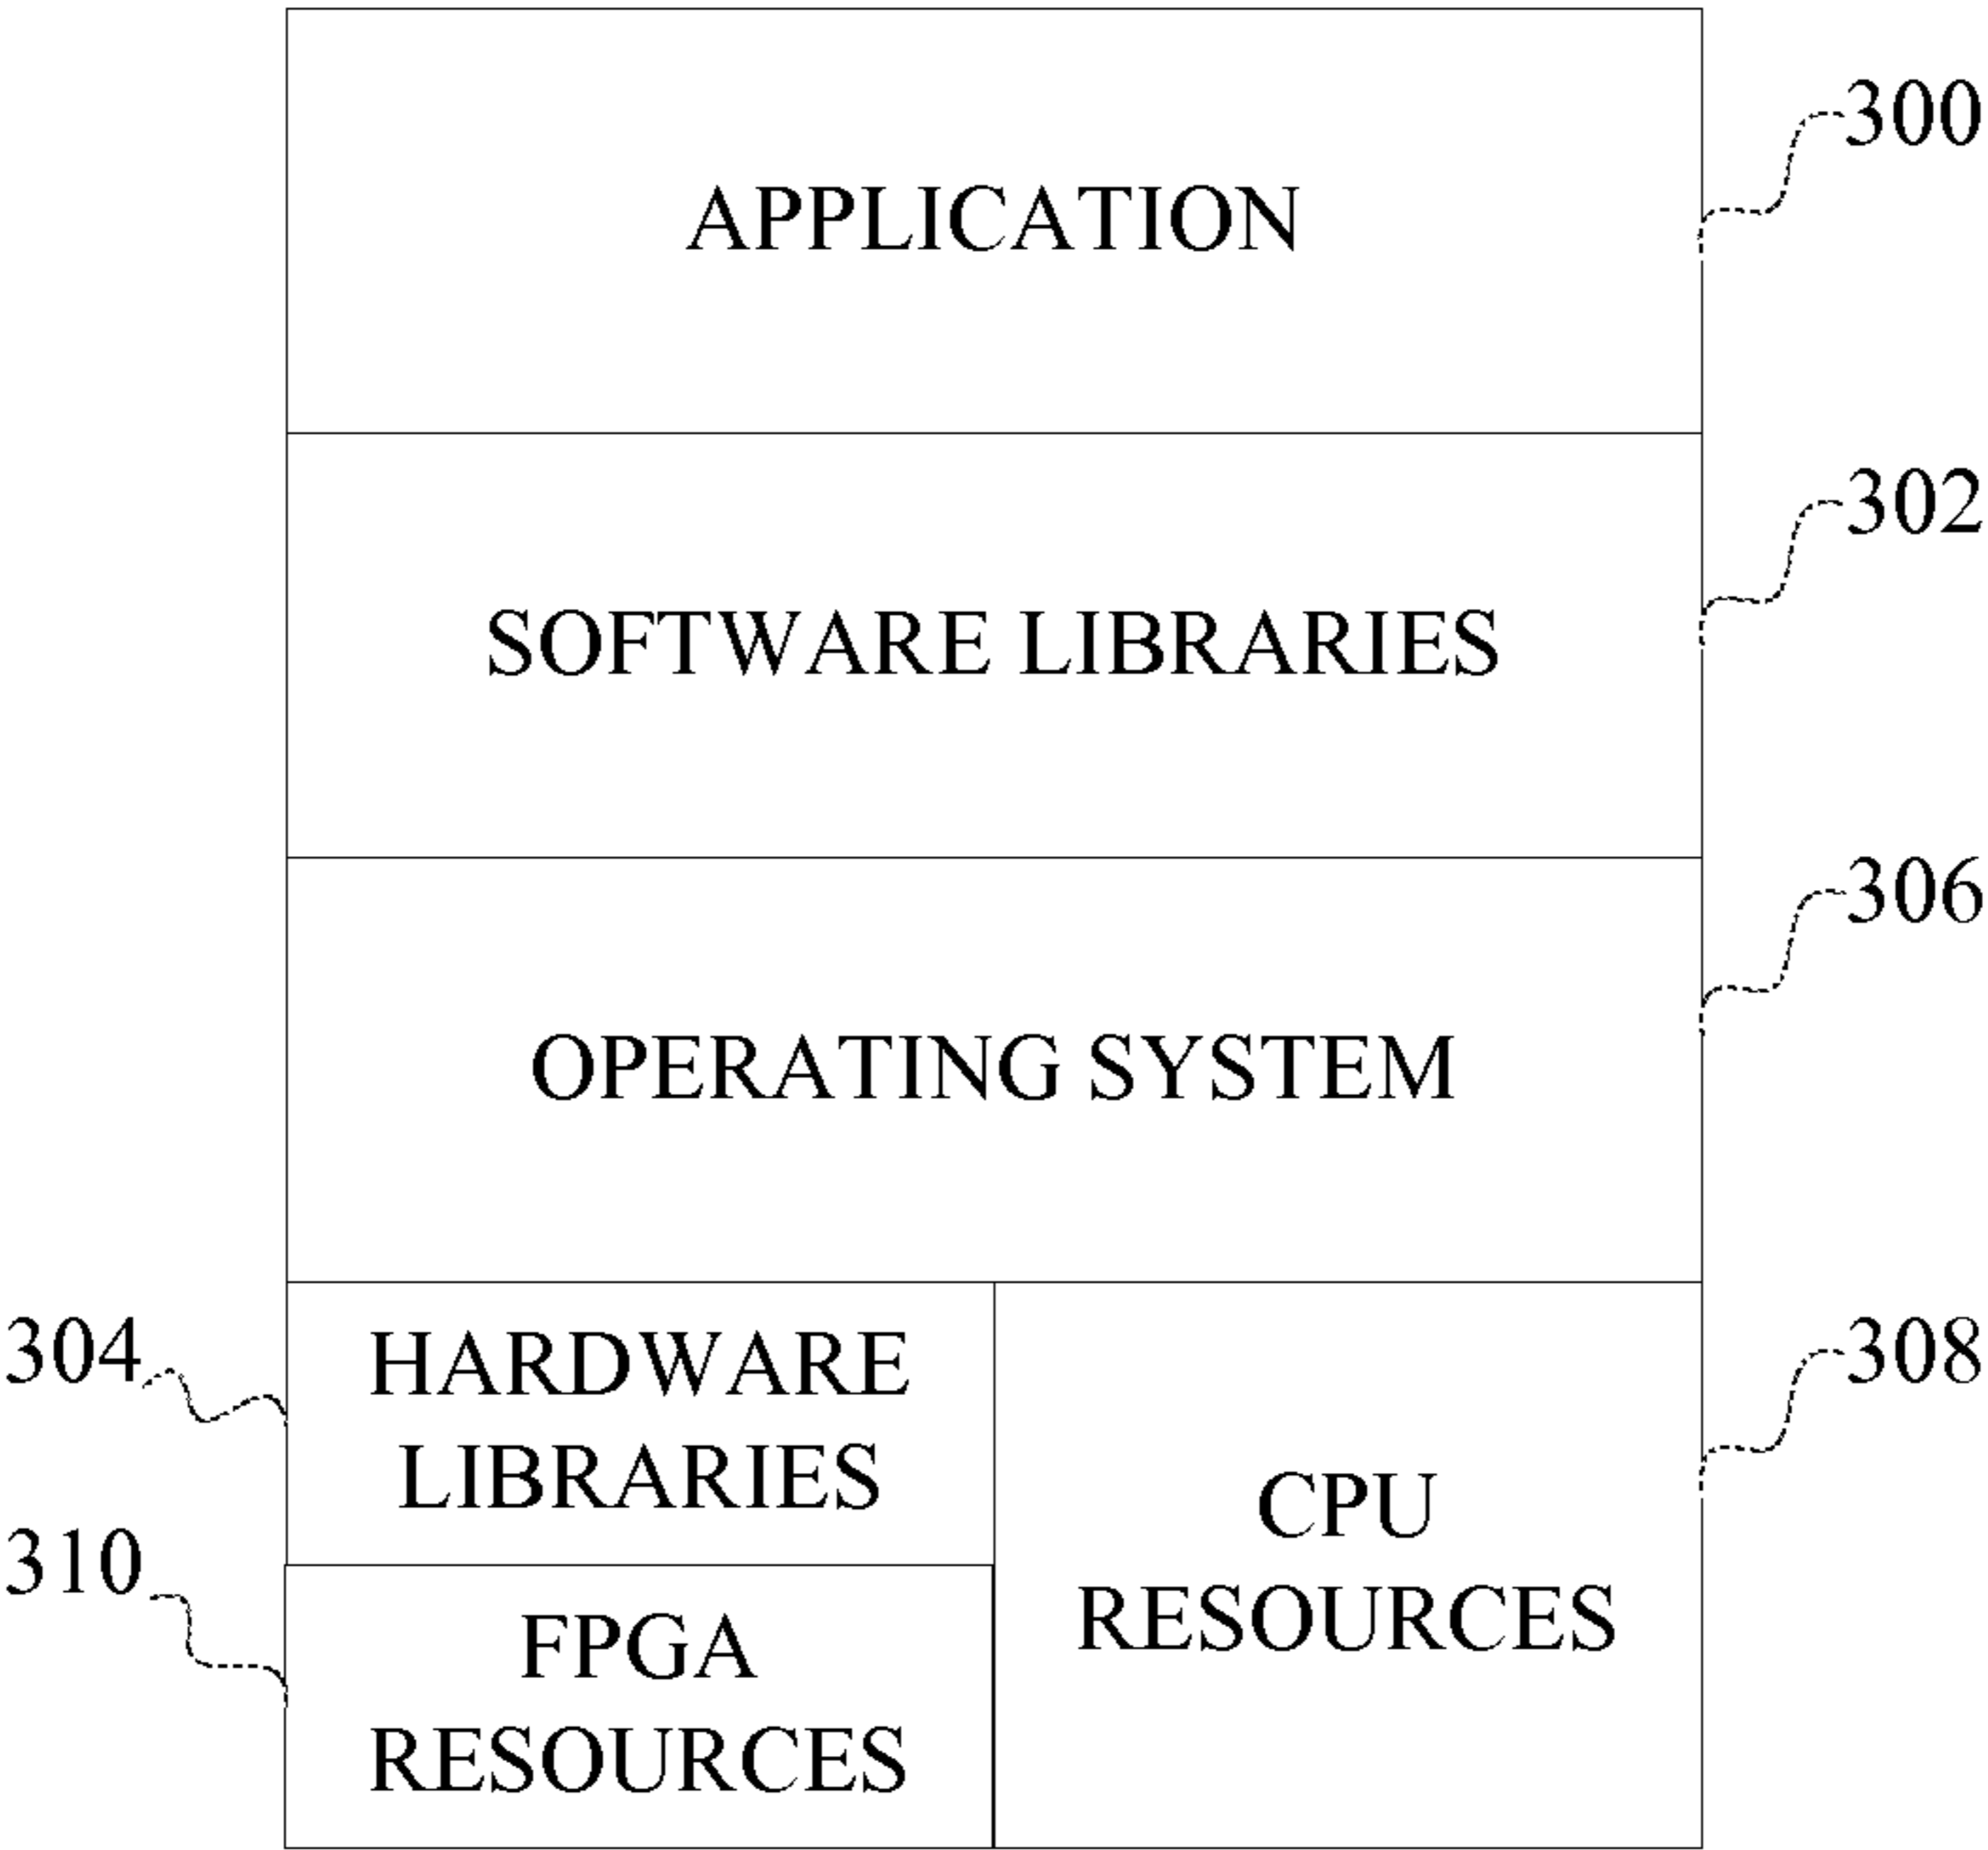 300
APPLICATION
302
SOFTWARE LIBRARIES
306
OPERATING SYSTEM
304
HARDWARE
LIBRARIES
310
FPGA
RESOURCES
308
CPU
RESOURCES